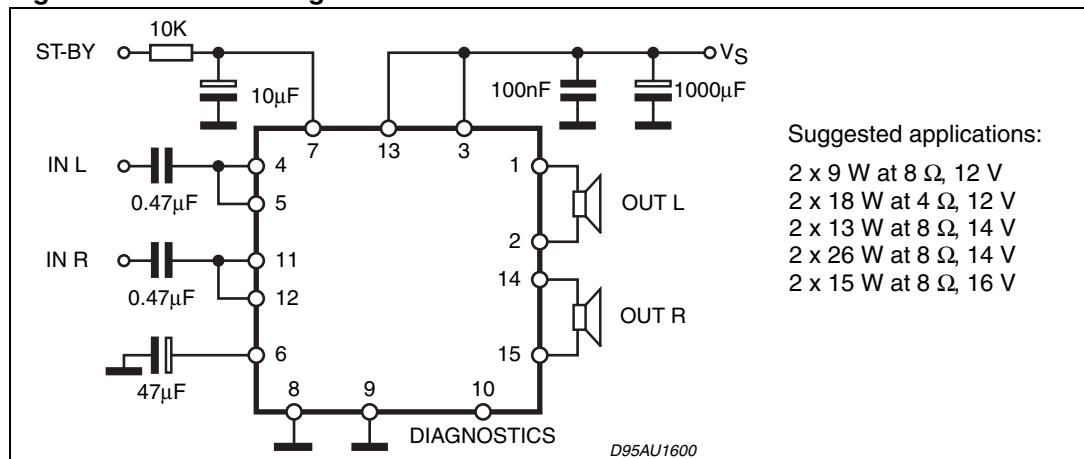 10K
ST-BY
VS
10µF
100nF
1000µF
7
13
3
IN L
4
0.47µF
5
IN R
11
0.47µF
12
6
47µF
1
OUT L
2
14
OUT R
15
8
9
10
DIAGNOSTICS
Suggested applications:
2 x 9 W at 8 Ω, 12 V
2 x 18 W at 4 Ω, 12 V
2 x 13 W at 8 Ω, 14 V
2 x 26 W at 8 Ω, 14 V
2 x 15 W at 8 Ω, 16 V
D95AU1600